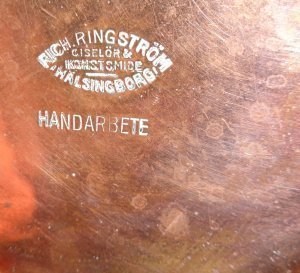 RICH. RINGSTRÖM
CISELÖR &
KONSTSMIDE
HÄLSINGBORG
HANDARBETE